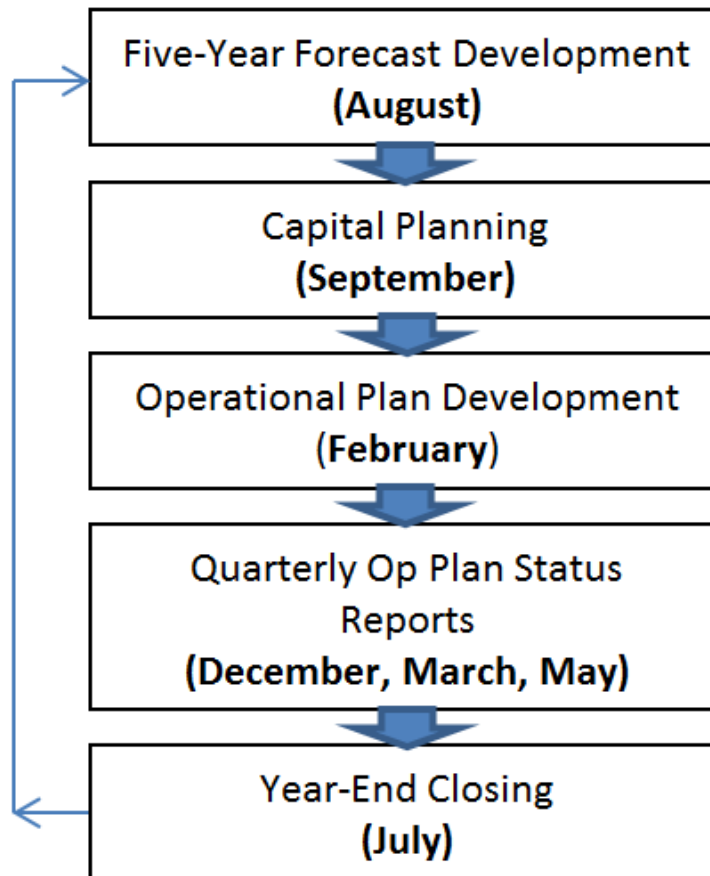 Five-Year Forecast Development
(August)
Capital Planning
(September)
Operational Plan Development
(February)
Quarterly Op Plan Status
Reports
(December, March, May)
Year-End Closing
(July)